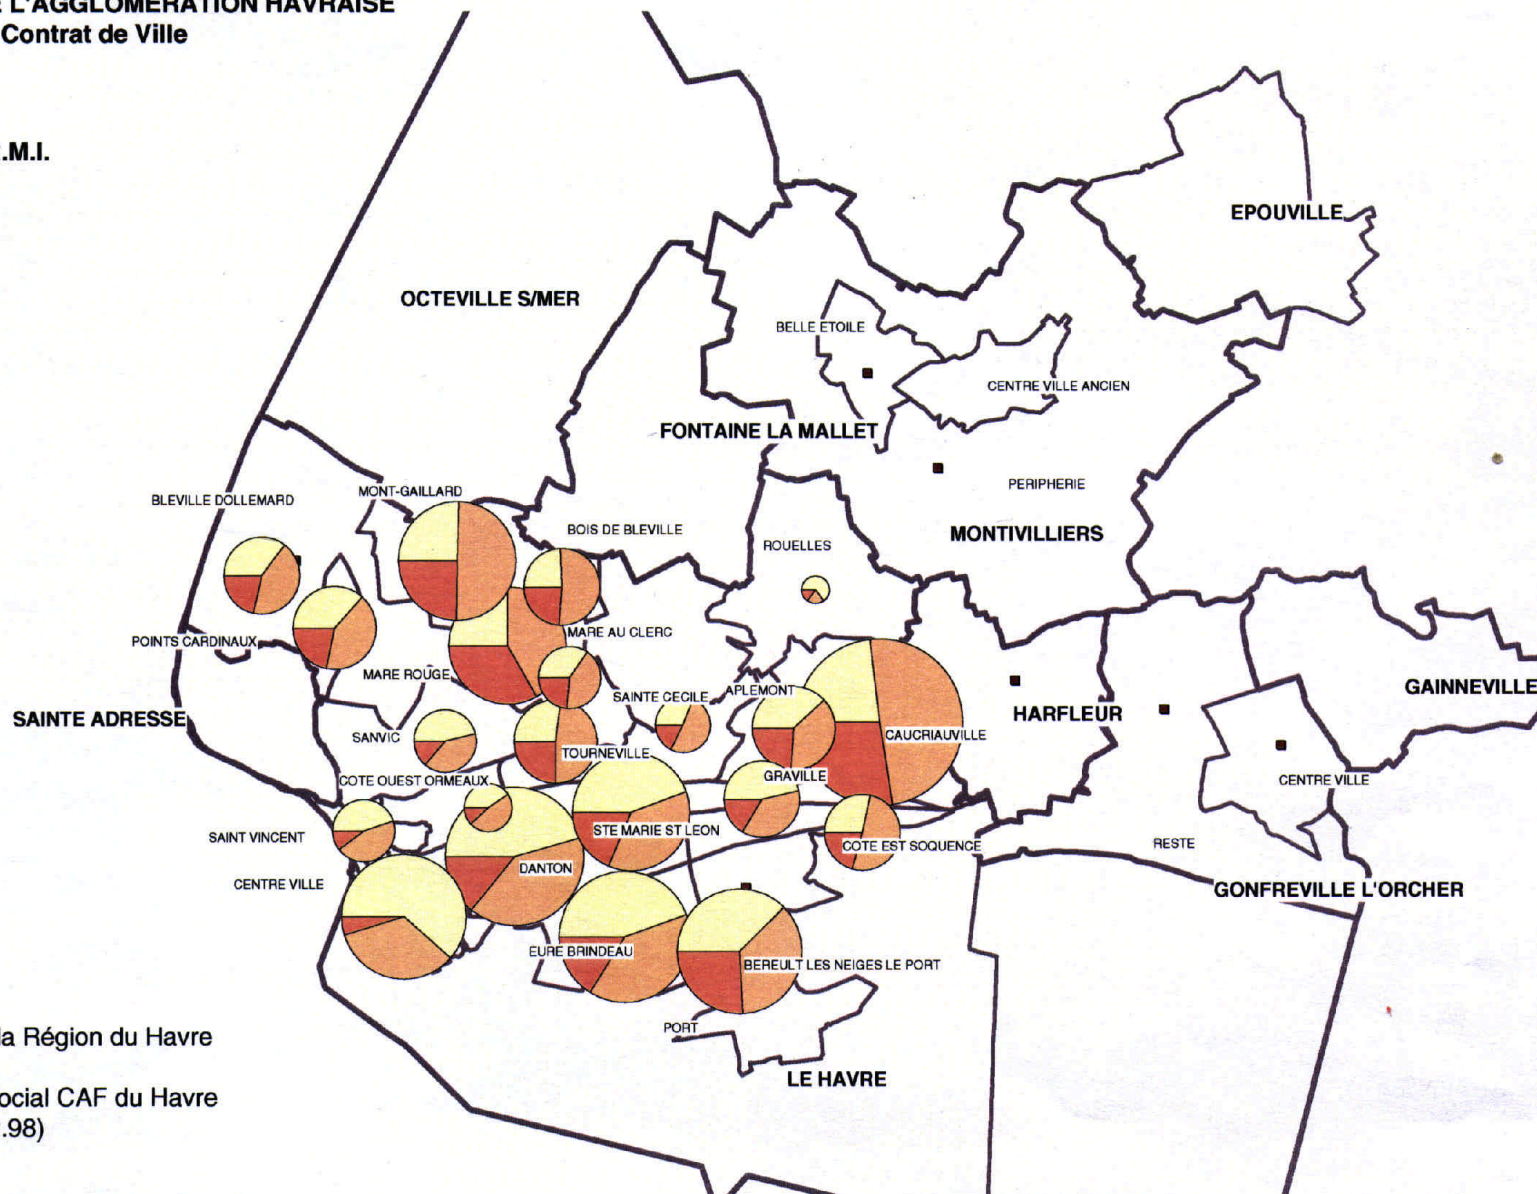 E L'AGGLOMERATION HAVRAISE
Contrat de Ville
.M.I.
EPOUVILLE
OCTEVILLE S/MER
BELLE ETOILE
CENTRE VILLE ANCIEN
FONTAINE LA MALLET
PERIPHERIE
MONT-GAILLARD
BLEVILLE DOLLEMARD
BOIS DE BLEVILLE
MONTIVILLIERS
ROUELLES
MARE AU CLERC
POINTS CARDINAUX
MARE ROUGE
GAINNEVILLE
APLEMONT
SAINTE CECILE
HARFLEUR
SAINTE ADRESSE
SANVIC
CAUCRIAUVILLE
TOURNEVILLE
GRAVILLE
COTE OUEST ORMEAUX
CENTRE VILLE
STE MARIE ST LEON
SAINT VINCENT
COTE EST SOQUENCE
RESTE
DANTON
CENTRE VILLE
GONFREVILLE L'ORCHER
EURE BRINDEAU
BEREULT LES NEIGES LE PORT
PORT
la Région du Havre
LE HAVRE
ocial CAF du Havre
.98)